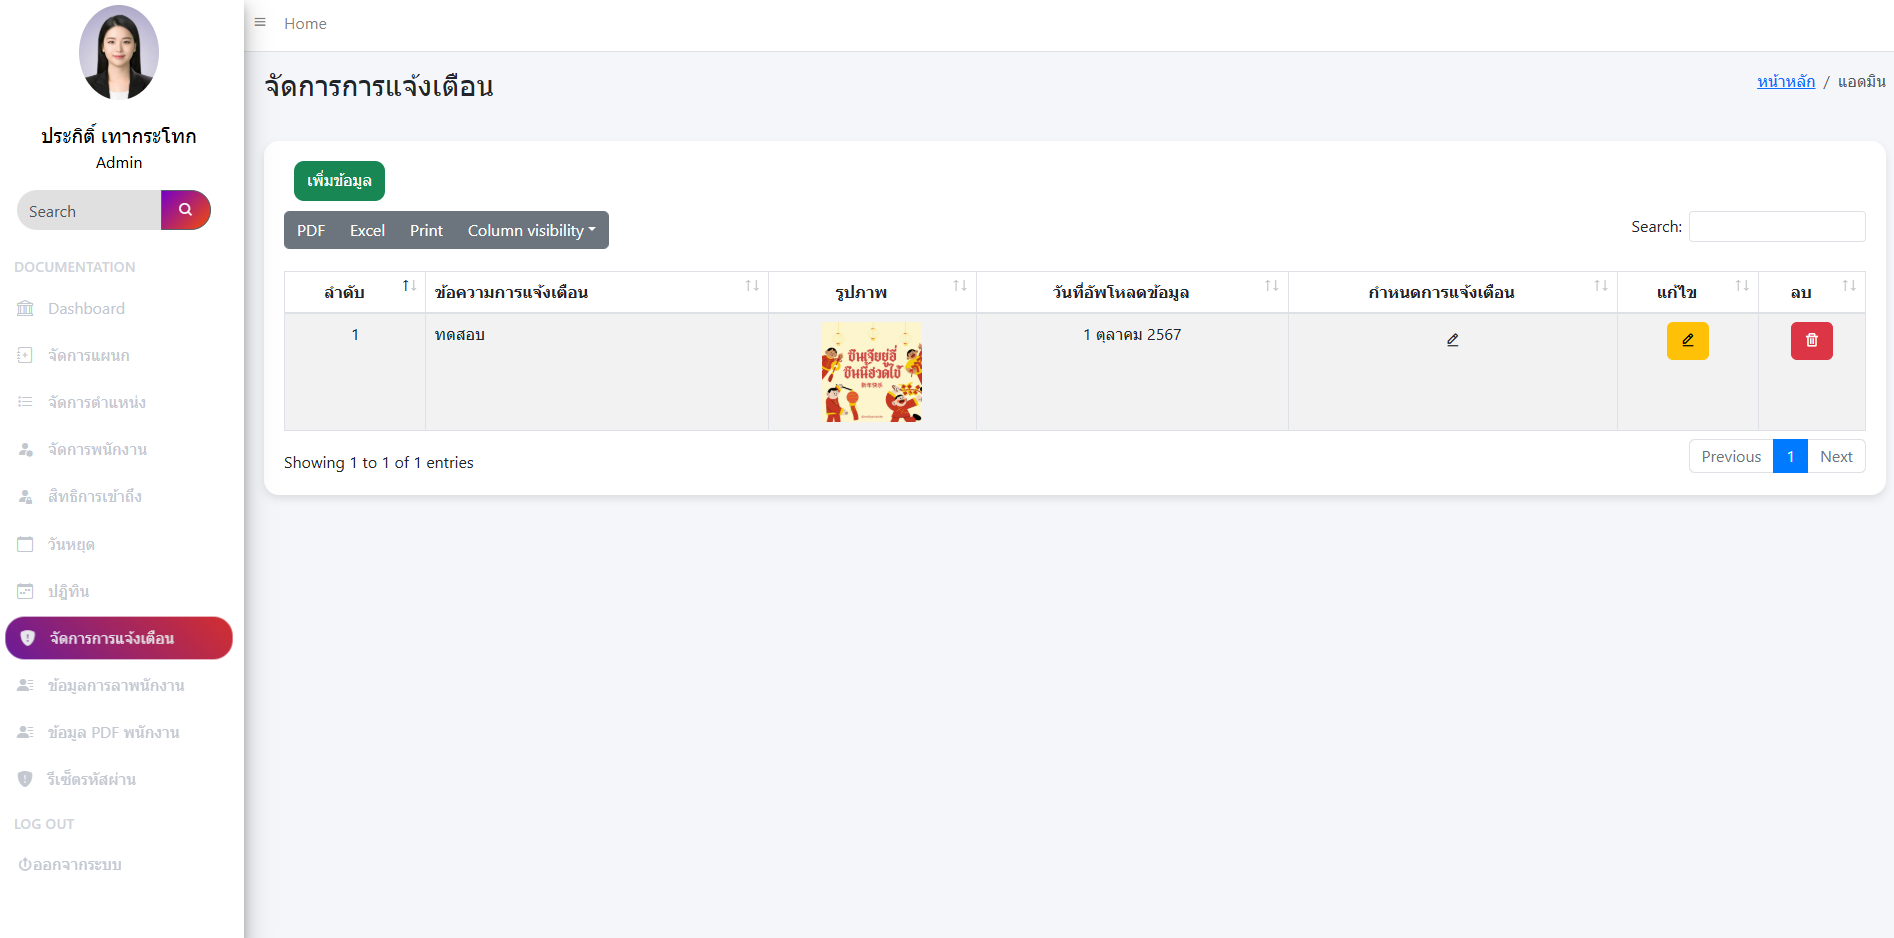 ประกิติ์ เทากระโทก
Admin
Search
DOCUMENTATION
Dashboard
จัดการแผนก
จัดการตำแหน่ง
จัดการพนักงาน
สิทธิการเข้าถึง
วันหยุด
ปฎิทิน
จัดการการแจ้งเตือน
ข้อมูลการลาพนักงาน
ข้อมูล PDF พนักงาน
รีเซ็ตรหัสผ่าน
LOG OUT
ออกจากระบบ
Home
จัดการการแจ้งเตือน
หน้าหลัก / แอดมิน
เพิ่มข้อมูล
PDF Excel Print Column visibility
Search:
ลำดับ ข้อความการแจ้งเตือน รูปภาพ วันที่อัพโหลดข้อมูล กำหนดการแจ้งเตือน แก้ไข ลบ
1 ทดสอบ 1 ตุลาคม 2567
ซินเจียยู่อี่
ซินนี้ฮวดไช้
新年快乐
Showing 1 to 1 of 1 entries
Previous 1 Next